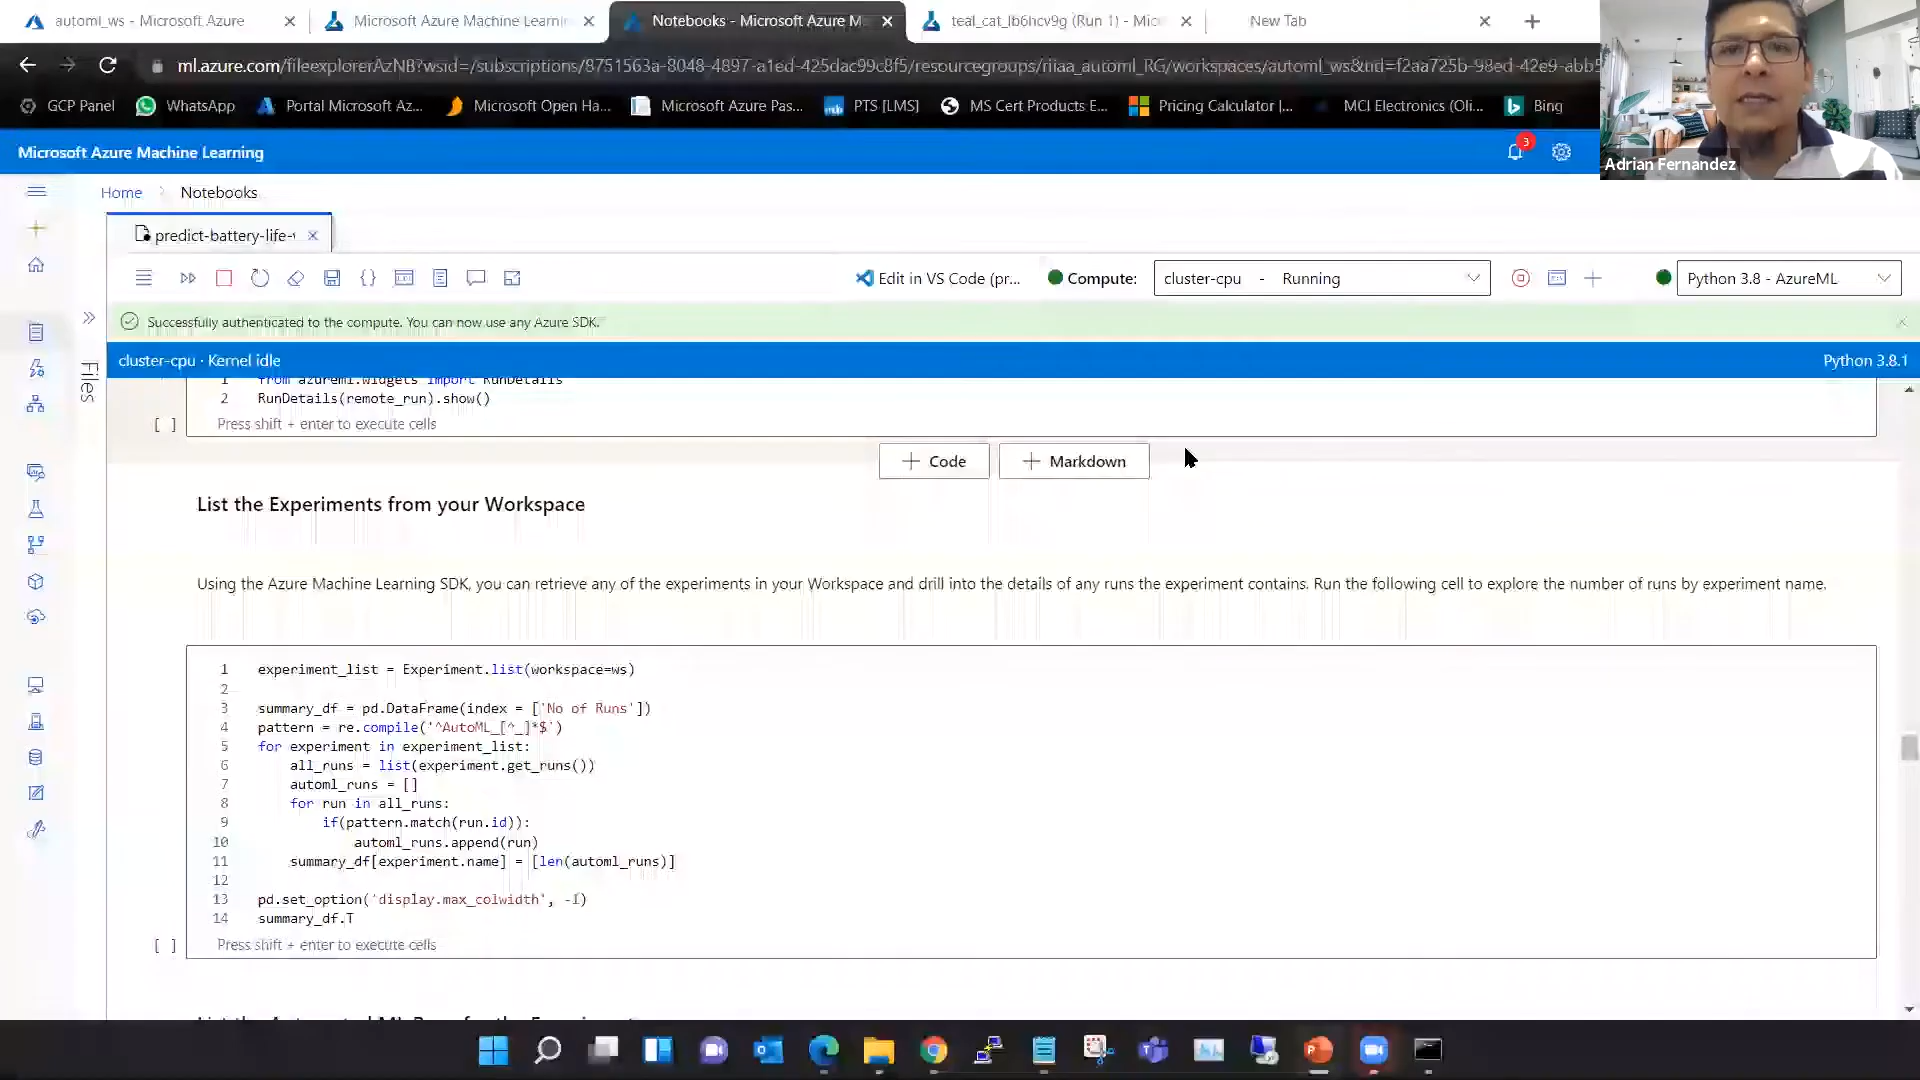 automl_ws - Microsoft Azure
Microsoft Azure Machine Learnin
Notebooks - Microsoft Azure M
teal_cat_lb6hcv9g (Run 1) - Micr
New Tab
ml.azure.com/fileexplorerAzNB?wsid=/subscriptions/8751563a-8048-4897-a1ed-425dac99c8f5/resourcegroups/riiaa_automl_RG/workspaces/automl_ws&tid=f2aa725b-98ed-42e9-abb5
GCP Panel
WhatsApp
Portal Microsoft Az...
Microsoft Open Ha...
Microsoft Azure Pas...
PTS [LMS]
MS Cert Products E...
Pricing Calculator |...
MCI Electronics (Oli...
Bing
Adrian Fernandez
Microsoft Azure Machine Learning
3
Home
Notebooks
predict-battery-life-
Edit in VS Code (pr...
Compute:
cluster-cpu - Running
Python 3.8 - AzureML
Successfully authenticated to the compute. You can now use any Azure SDK.
Files
cluster-cpu · Kernel idle
Python 3.8.1
1 from azureml.widgets import RunDetails
2 RunDetails(remote_run).show()
[ ] Press shift + enter to execute cells
+ Code
+ Markdown
List the Experiments from your Workspace
Using the Azure Machine Learning SDK, you can retrieve any of the experiments in your Workspace and drill into the details of any runs the experiment contains. Run the following cell to explore the number of runs by experiment name.
1 experiment_list = Experiment.list(workspace=ws)
2
3 summary_df = pd.DataFrame(index = ['No of Runs'])
4 pattern = re.compile('^AutoML_[^_]*$')
5 for experiment in experiment_list:
6 all_runs = list(experiment.get_runs())
7 automl_runs = []
8 for run in all_runs:
9 if(pattern.match(run.id)):
10 automl_runs.append(run)
11 summary_df[experiment.name] = [len(automl_runs)]
12
13 pd.set_option('display.max_colwidth', -1)
14 summary_df.T
[ ] Press shift + enter to execute cells